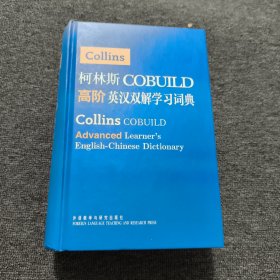 Collins
柯林斯 COBUILD
高阶 英汉双解学习词典
Collins COBUILD
Advanced Learner's
English-Chinese Dictionary
外语教学与研究出版社
FOREIGN LANGUAGE TEACHING AND RESEARCH PRESS